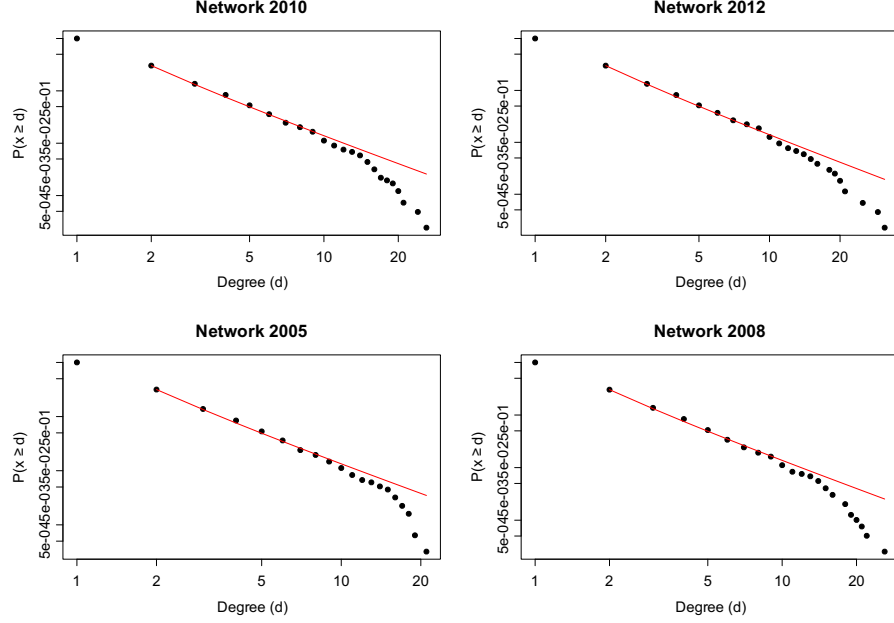 Network 2010
P(x ≥ d)
5e-045e-035e-025e-01
1 2 5 10 20
Degree (d)
Network 2012
P(x ≥ d)
5e-045e-035e-025e-01
1 2 5 10 20
Degree (d)
Network 2005
P(x ≥ d)
5e-045e-035e-025e-01
1 2 5 10 20
Degree (d)
Network 2008
P(x ≥ d)
5e-045e-035e-025e-01
1 2 5 10 20
Degree (d)